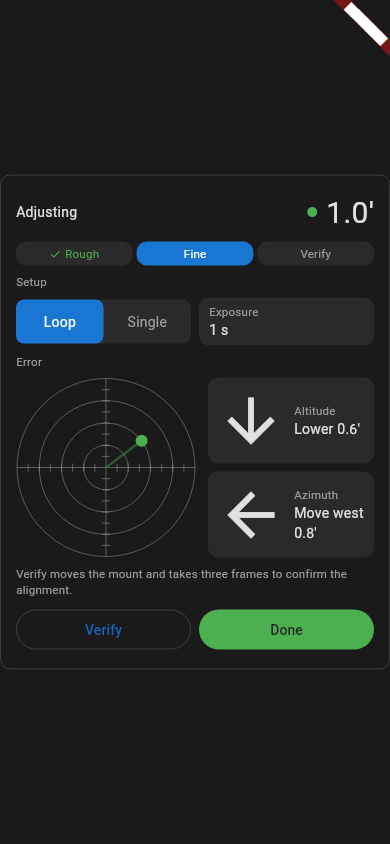 Adjusting
1.0'
Rough
Fine
Verify
Setup
Loop
Single
Exposure
1 s
Error
Altitude
Lower 0.6'
Azimuth
Move west
0.8'
Verify moves the mount and takes three frames to confirm the
alignment.
Verify
Done